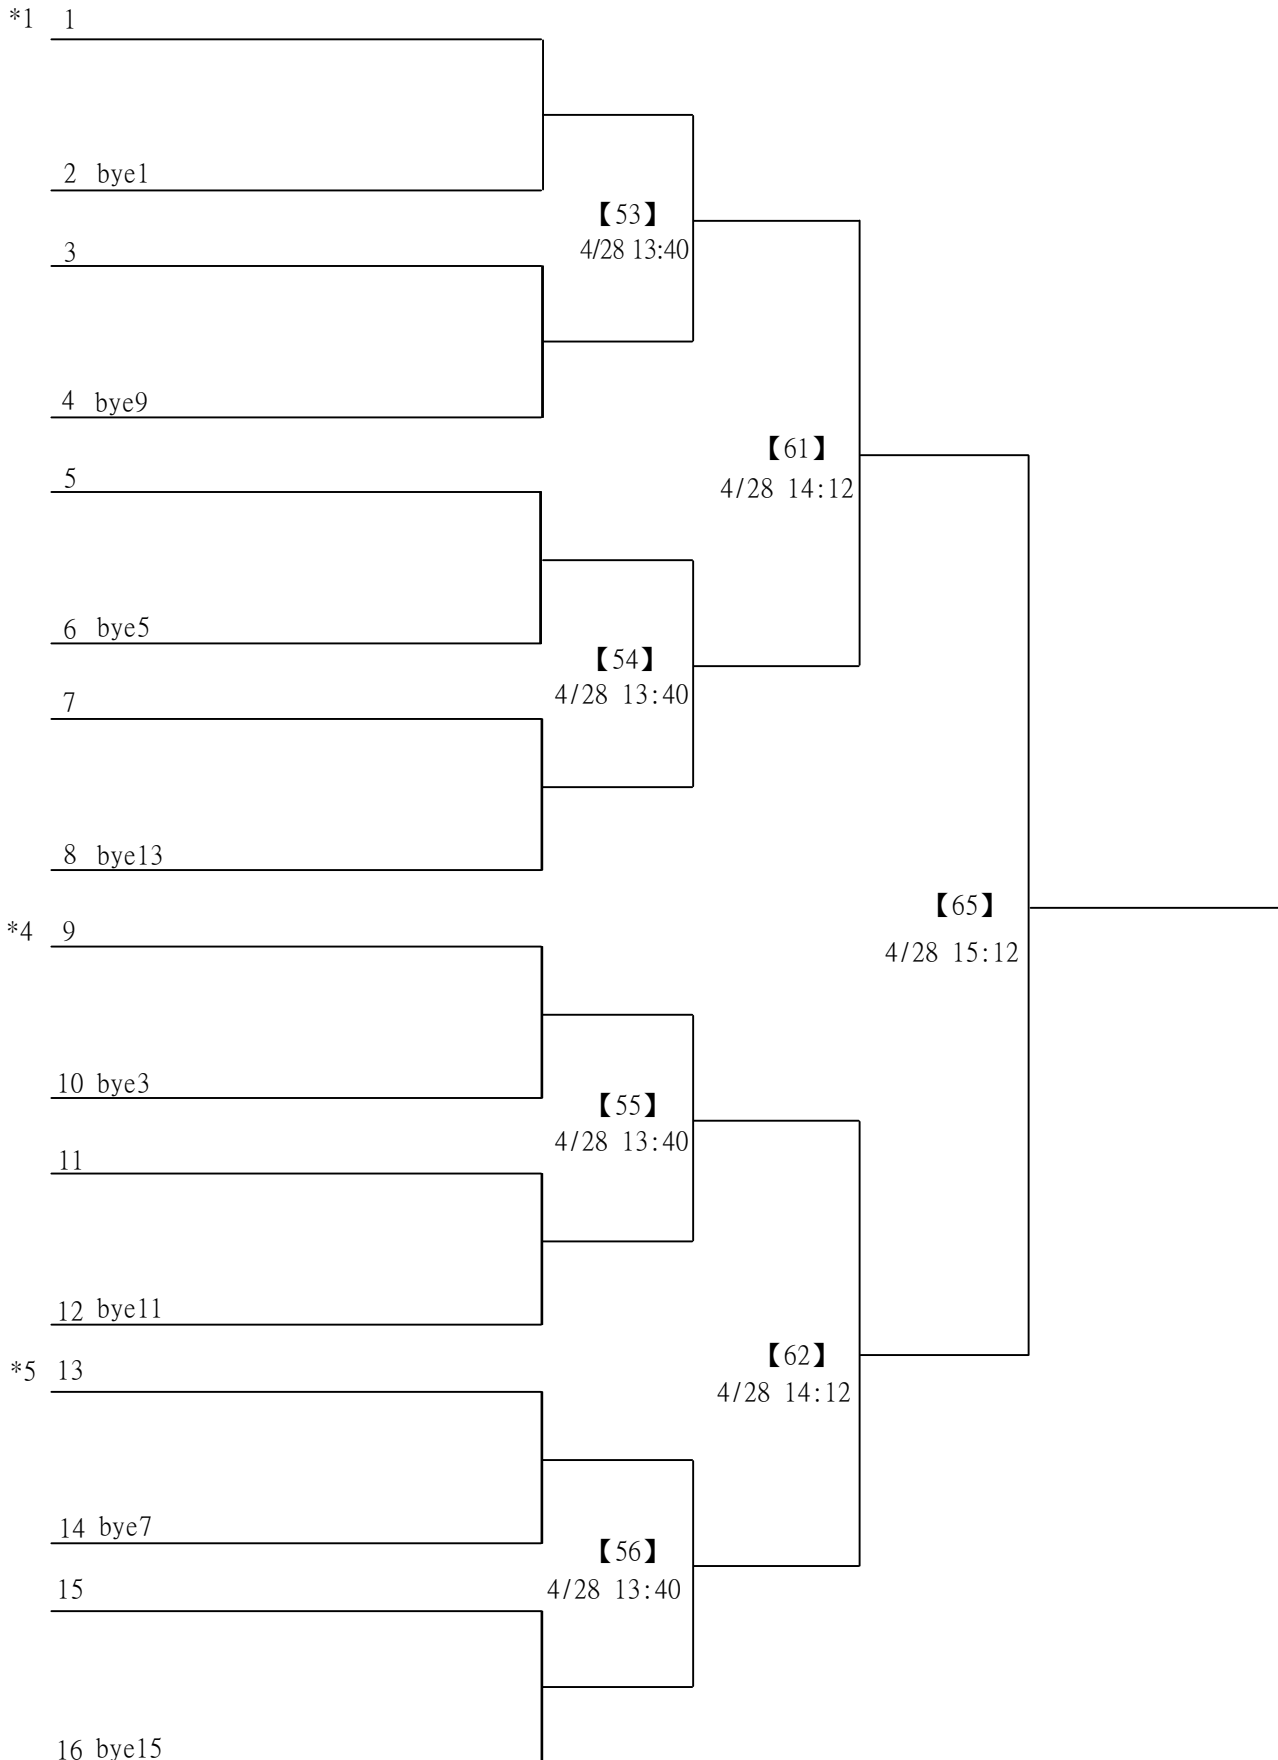 *1 1
2 bye1
【53】
4/28 13:40
3
4 bye9
【61】
4/28 14:12
5
6 bye5
【54】
4/28 13:40
7
8 bye13
【65】
4/28 15:12
*4 9
10 bye3
【55】
4/28 13:40
11
12 bye11
【62】
4/28 14:12
*5 13
14 bye7
【56】
4/28 13:40
15
16 bye15